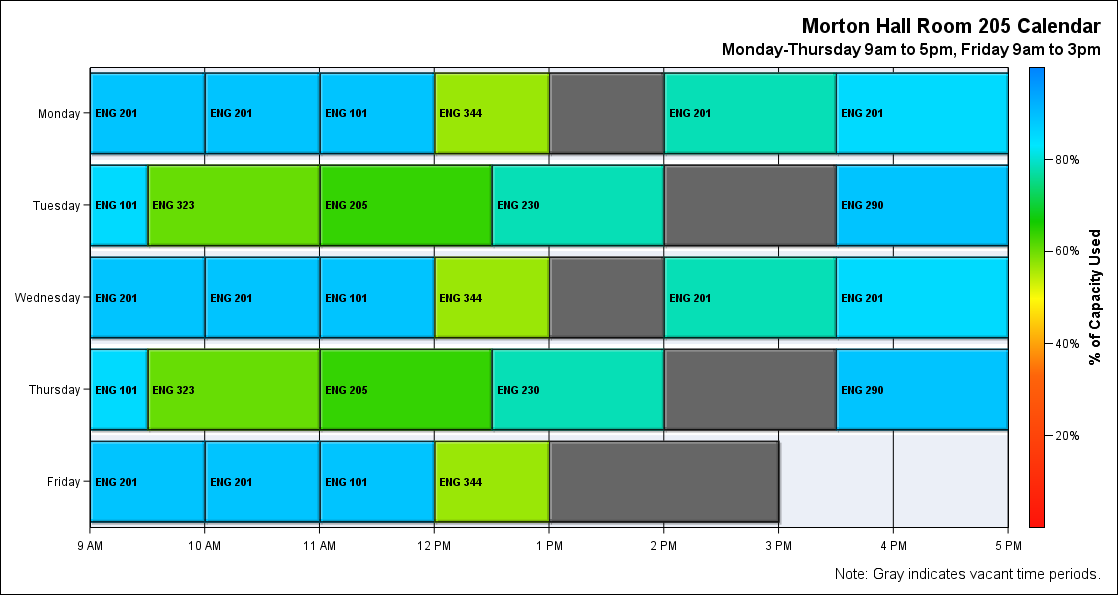 Morton Hall Room 205 Calendar
Monday-Thursday 9am to 5pm, Friday 9am to 3pm
Monday
ENG 201
ENG 201
ENG 101
ENG 344
ENG 201
ENG 201
Tuesday
ENG 101
ENG 323
ENG 205
ENG 230
ENG 290
Wednesday
ENG 201
ENG 201
ENG 101
ENG 344
ENG 201
ENG 201
Thursday
ENG 101
ENG 323
ENG 205
ENG 230
ENG 290
Friday
ENG 201
ENG 201
ENG 101
ENG 344
9 AM
10 AM
11 AM
12 PM
1 PM
2 PM
3 PM
4 PM
5 PM
80%
60%
40%
20%
% of Capacity Used
Note: Gray indicates vacant time periods.